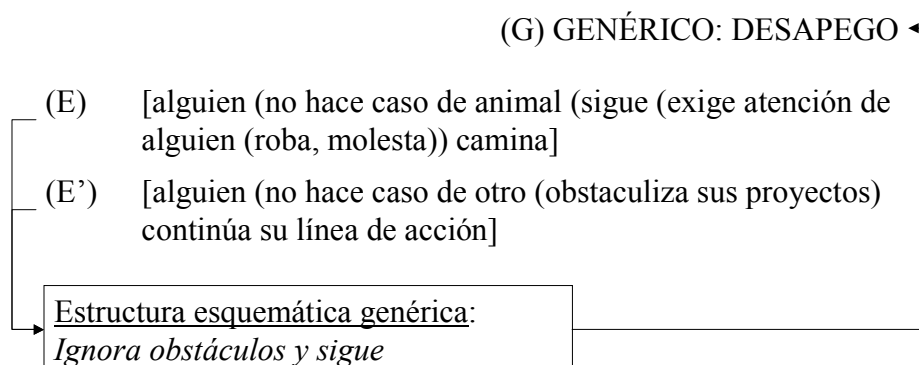 (G) GENÉRICO: DESAPEGO
(E) [alguien (no hace caso de animal (sigue (exige atención de
alguien (roba, molesta)) camina]
(E’) [alguien (no hace caso de otro (obstaculiza sus proyectos)
continúa su línea de acción]
Estructura esquemática genérica:
Ignora obstáculos y sigue